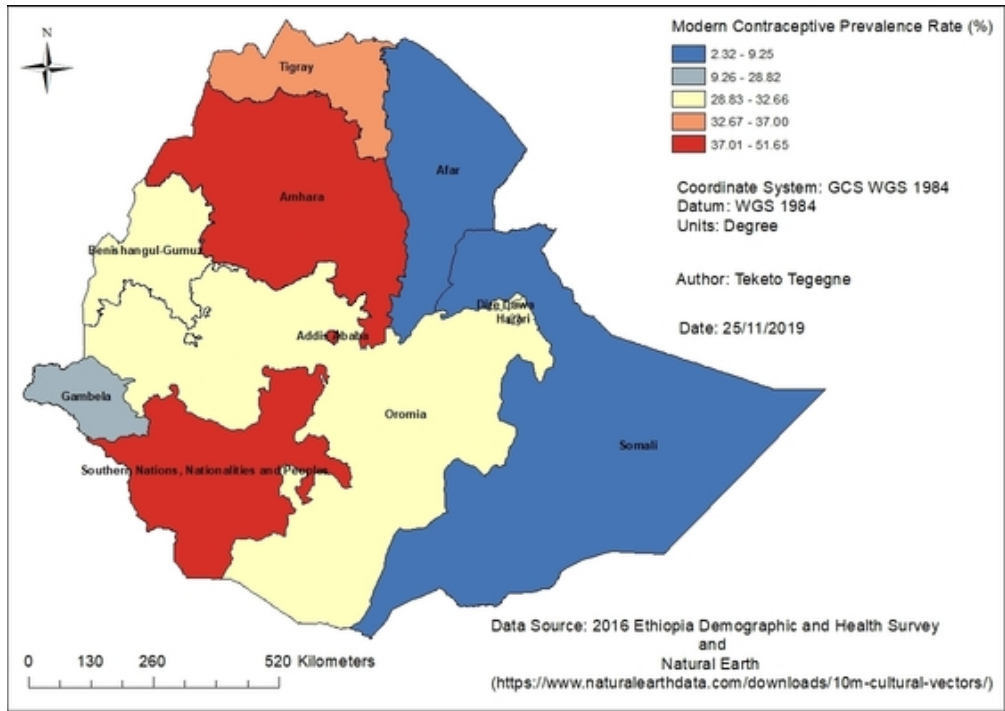 N
Modern Contraceptive Prevalence Rate (%)
2.32 - 9.25
9.26 - 28.82
28.83 - 32.66
32.67 - 37.00
37.01 - 51.65
Coordinate System: GCS WGS 1984
Datum: WGS 1984
Units: Degree
Author: Teketo Tegegne
Date: 25/11/2019
Tigray
Afar
Amhara
Benishangul-Gumuz
Dire Dawa
Harari
Addis Ababa
Gambela
Oromia
Somali
Southern Nations, Nationalities and Peoples
Data Source: 2016 Ethiopia Demographic and Health Survey
and
Natural Earth
(https://www.naturalearthdata.com/downloads/10m-cultural-vectors/)
0 130 260 520 Kilometers